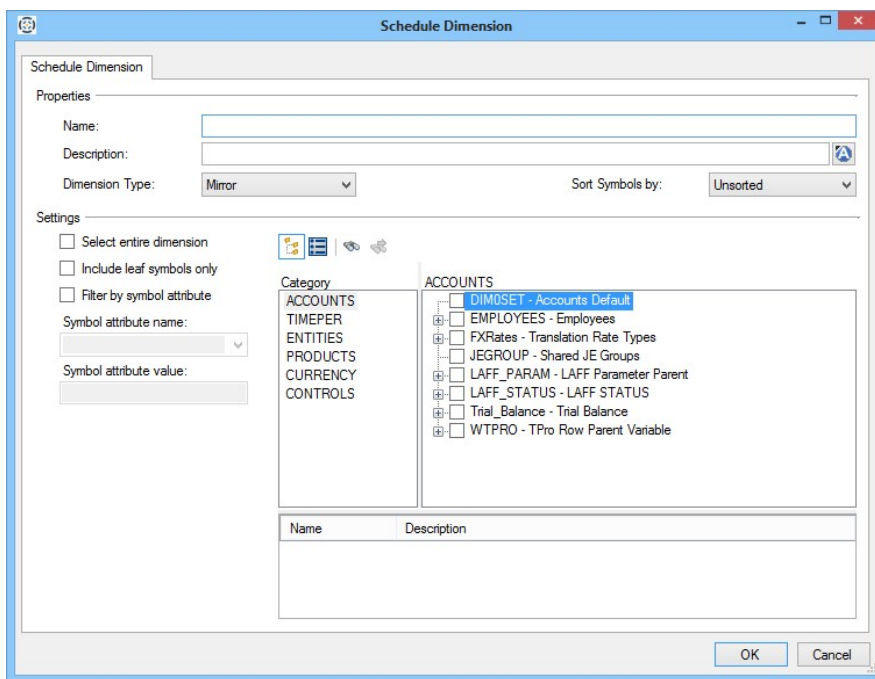 Schedule Dimension
Schedule Dimension
Properties
Name:
Description:
Dimension Type: Mirror Sort Symbols by: Unsorted
Settings
Select entire dimension
Include leaf symbols only
Filter by symbol attribute
Symbol attribute name:
Symbol attribute value:
Category
ACCOUNTS
TIMEPER
ENTITIES
PRODUCTS
CURRENCY
CONTROLS
ACCOUNTS
DIM0SET - Accounts Default
EMPLOYEES - Employees
FXRates - Translation Rate Types
JEGROUP - Shared JE Groups
LAFF_PARAM - LAFF Parameter Parent
LAFF_STATUS - LAFF STATUS
Trial_Balance - Trial Balance
WTPRO - TPro Row Parent Variable
Name Description
OK Cancel